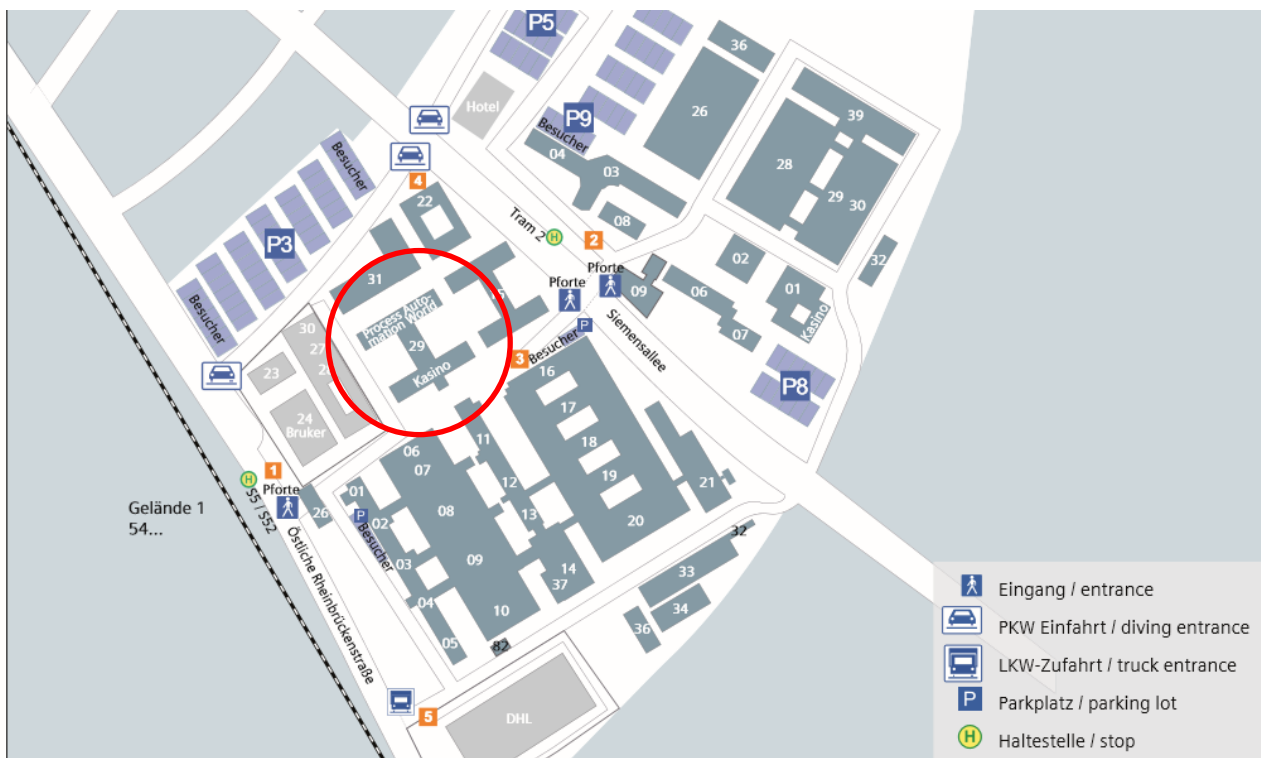 P5
36
Hotel
26
39
P9
Besucher
04
28
03
29
30
Besucher
4
22
08
Tram 2
H
2
P3
02
32
31
Pforte
Pforte
09
06
01
Kasino
07
Process Auto-
mation World
29
Kasino
Besucher
P
3
Siemensallee
Besucher
30
27
23
24
Bruker
16
17
18
19
20
P8
06
07
11
12
13
21
1
H
Pforte
S5 / S52
01
P
Besucher
02
26
08
Gelände 1
54...
03
09
14
37
32
33
34
36
04
05
10
82
Östliche Rheinbrückenstraße
5
DHL
Eingang / entrance
PKW Einfahrt / diving entrance
LKW-Zufahrt / truck entrance
P
Parkplatz / parking lot
H
Haltestelle / stop